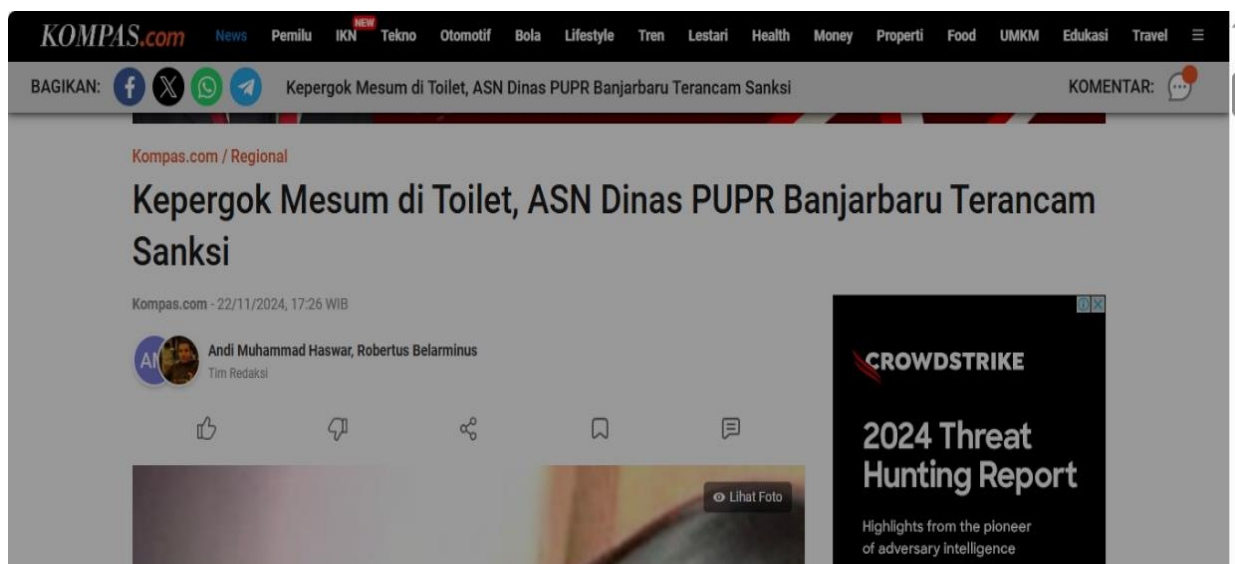 KOMPAS.com News Pemilu IKN NEW Tekno Otomotif Bola Lifestyle Tren Lestari Health Money Properti Food UMKM Edukasi Travel
BAGIKAN: Kepergok Mesum di Toilet, ASN Dinas PUPR Banjarbaru Terancam Sanksi KOMENTAR:
Kompas.com / Regional
Kepergok Mesum di Toilet, ASN Dinas PUPR Banjarbaru Terancam
Sanksi
Kompas.com - 22/11/2024, 17:26 WIB
Andi Muhammad Haswar, Robertus Belarminus
Tim Redaksi
Lihat Foto
CROWDSTRIKE
2024 Threat
Hunting Report
Highlights from the pioneer
of adversary intelligence